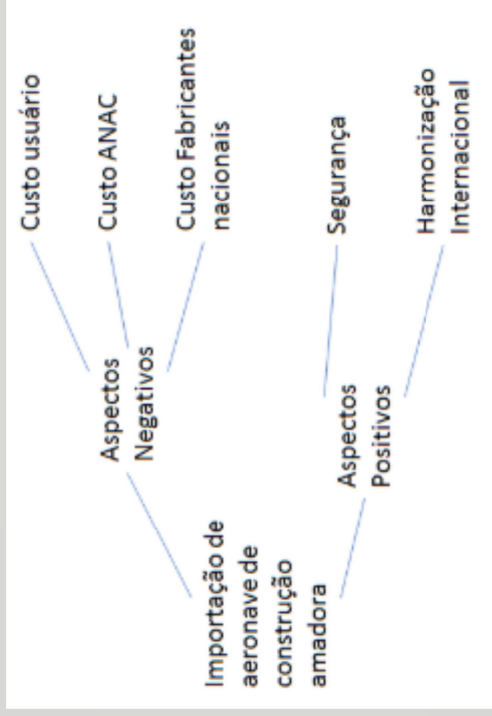 Importação de
aeronave de
construção
amadora
Aspectos
Negativos
Custo usuário
Custo ANAC
Custo Fabricantes
nacionais
Aspectos
Positivos
Segurança
Harmonização
Internacional